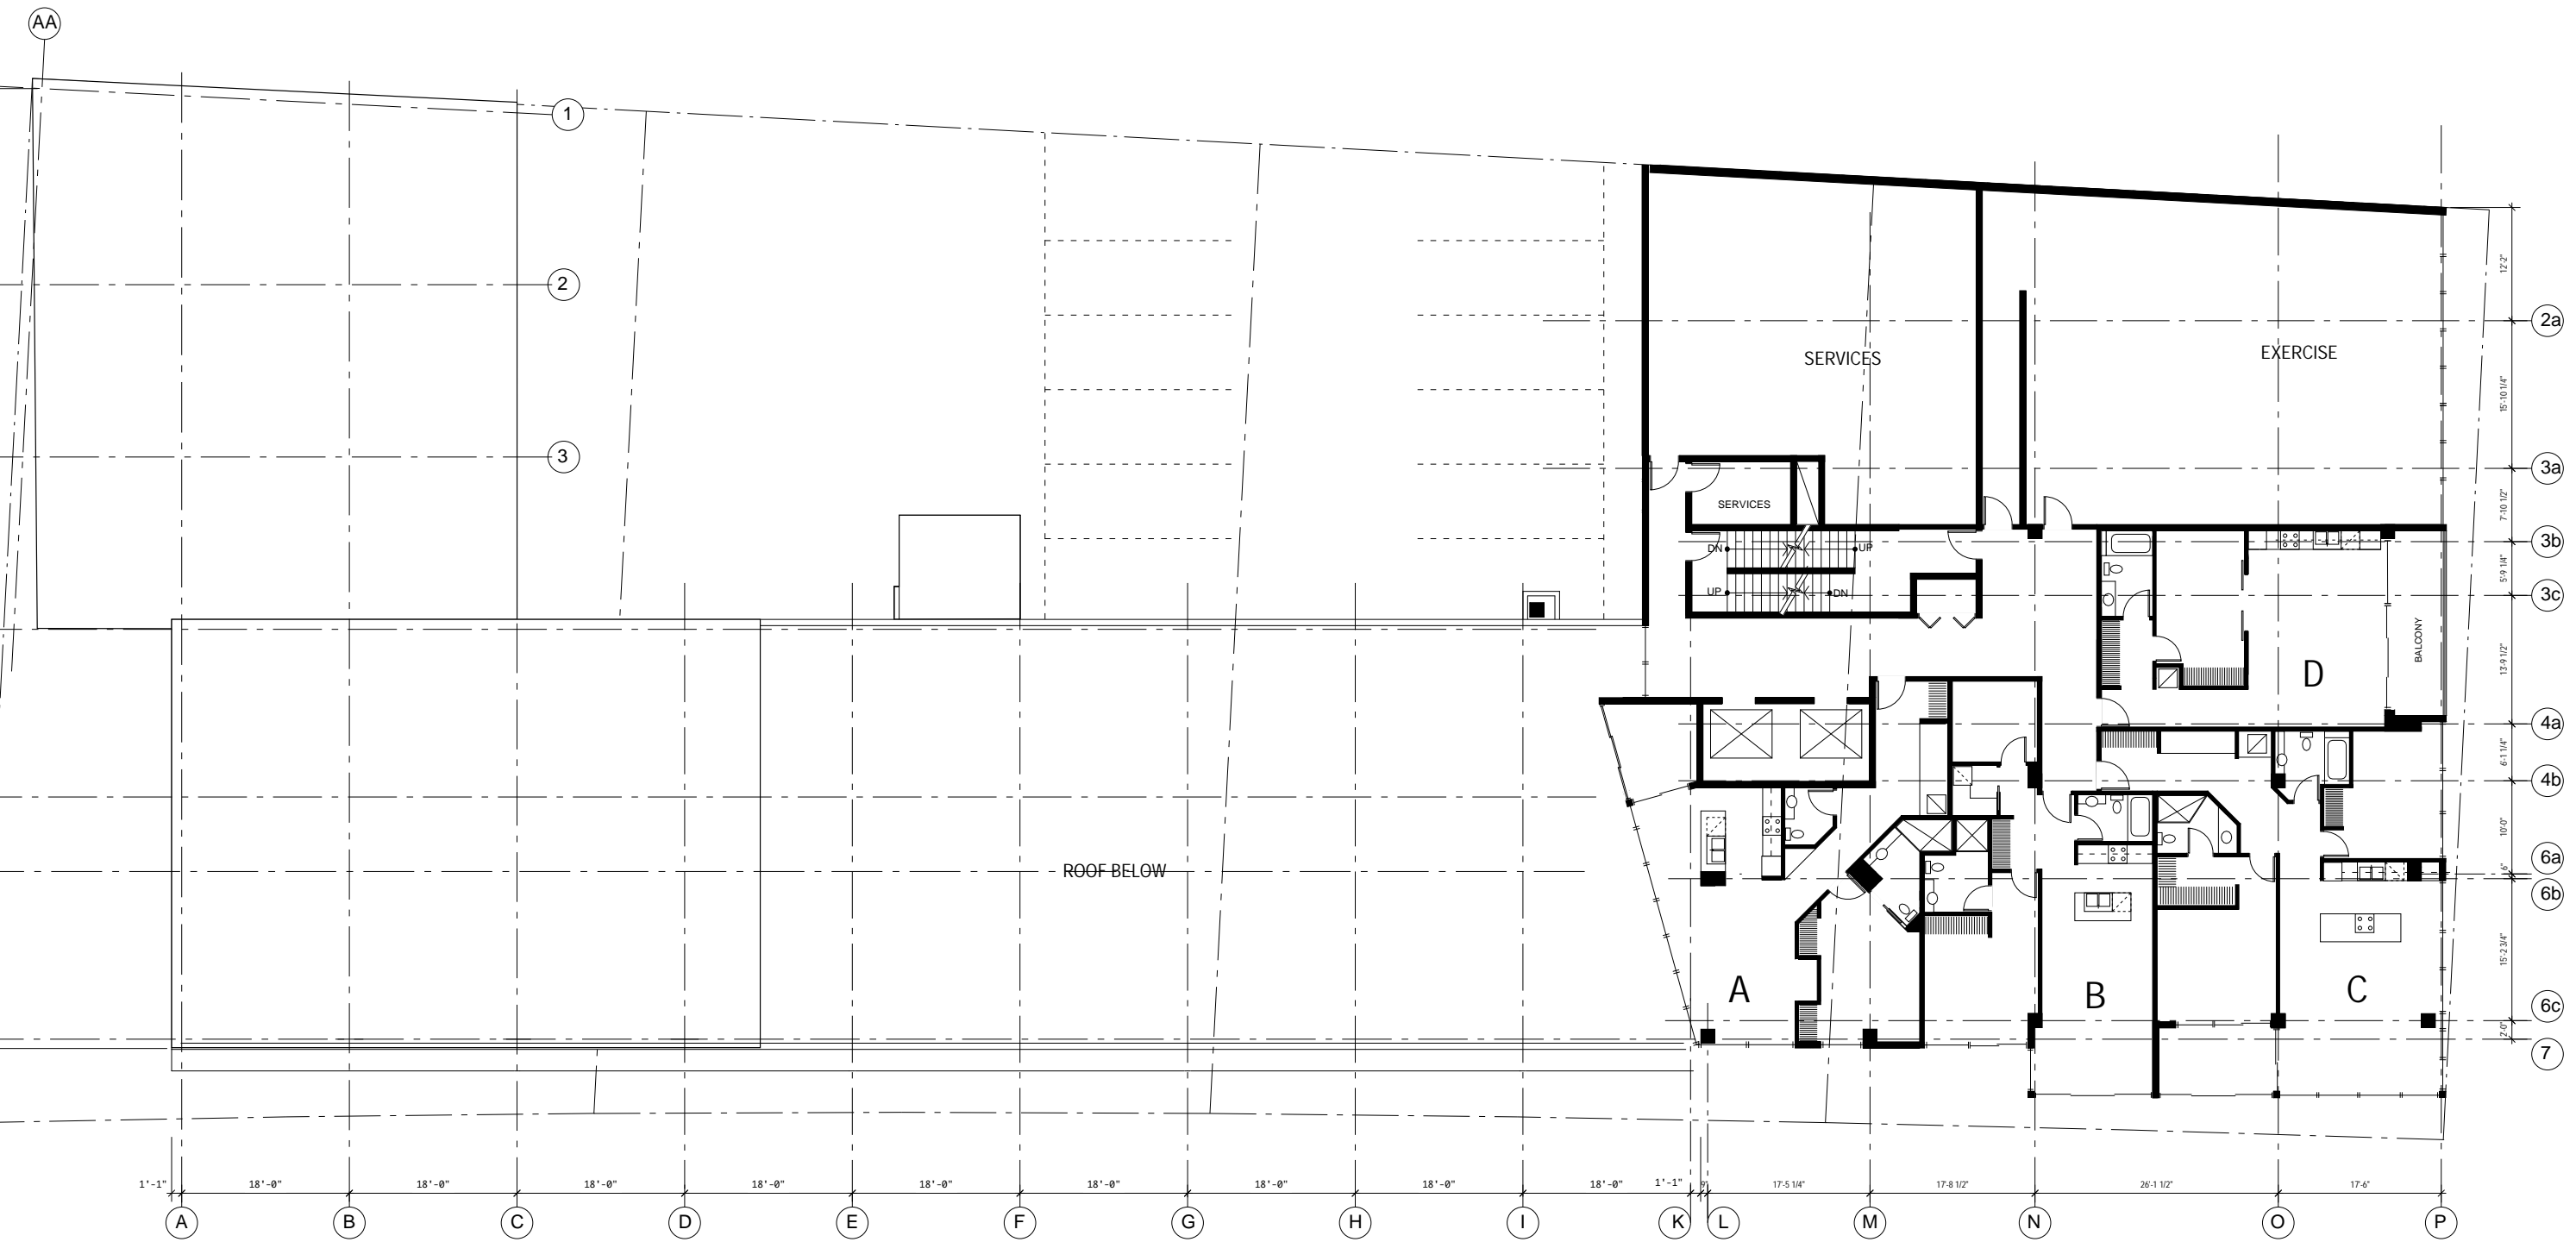 AA
1
2
3
2a
3a
3b
3c
4a
4b
6a
6b
6c
7
12'-2"
15'-10 1/4"
7'-10 1/2"
5'-9 1/4"
13'-9 1/2"
6'-1 1/4"
10'-0"
6"
15'-2 3/4"
2'-0"
SERVICES
EXERCISE
SERVICES
DN
UP
UP
DN
BALCONY
D
ROOF BELOW
A
B
C
1'-1"
18'-0"
18'-0"
18'-0"
18'-0"
18'-0"
18'-0"
18'-0"
18'-0"
18'-0"
1'-1"
9"
17'-5 1/4"
17'-8 1/2"
26'-1 1/2"
17'-6"
A
B
C
D
E
F
G
H
I
K
L
M
N
O
P